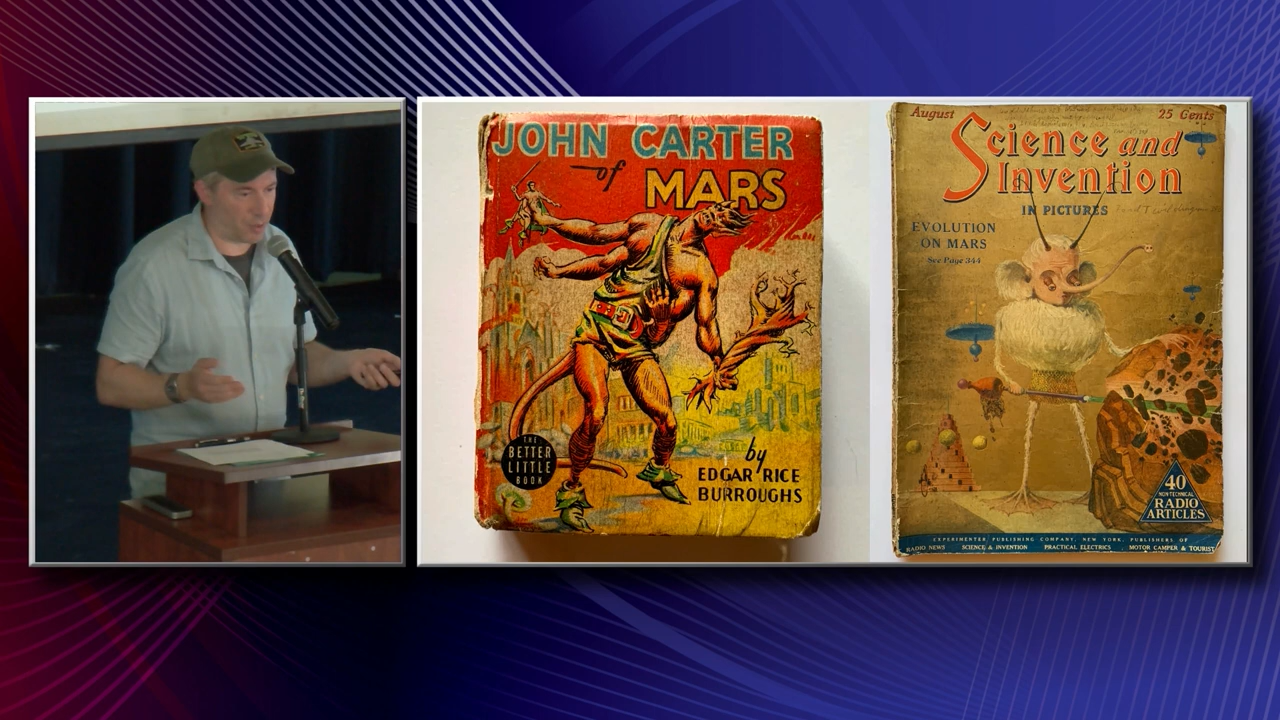 JOHN CARTER
of
MARS
THE
BETTER
LITTLE
BOOK
by
EDGAR RICE
BURROUGHS
August
25 Cents
Science and
Invention
IN PICTURES
EVOLUTION
ON MARS
See Page 344
40
NON-TECHNICAL
RADIO
ARTICLES
EXPERIMENTER PUBLISHING COMPANY, NEW YORK, PUBLISHERS OF
RADIO NEWS SCIENCE & INVENTION PRACTICAL ELECTRICS MOTOR CAMPER & TOURIST